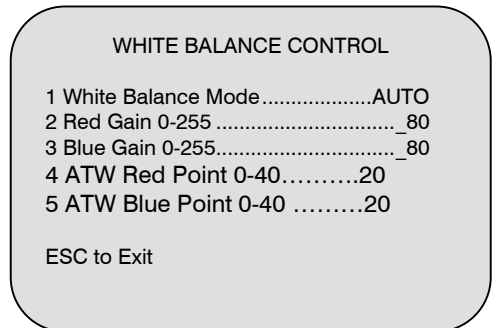 WHITE BALANCE CONTROL
1 White Balance Mode...................AUTO
2 Red Gain 0-255 ..............................._80
3 Blue Gain 0-255................................_80
4 ATW Red Point 0-40……….20
5 ATW Blue Point 0-40 ………20
ESC to Exit